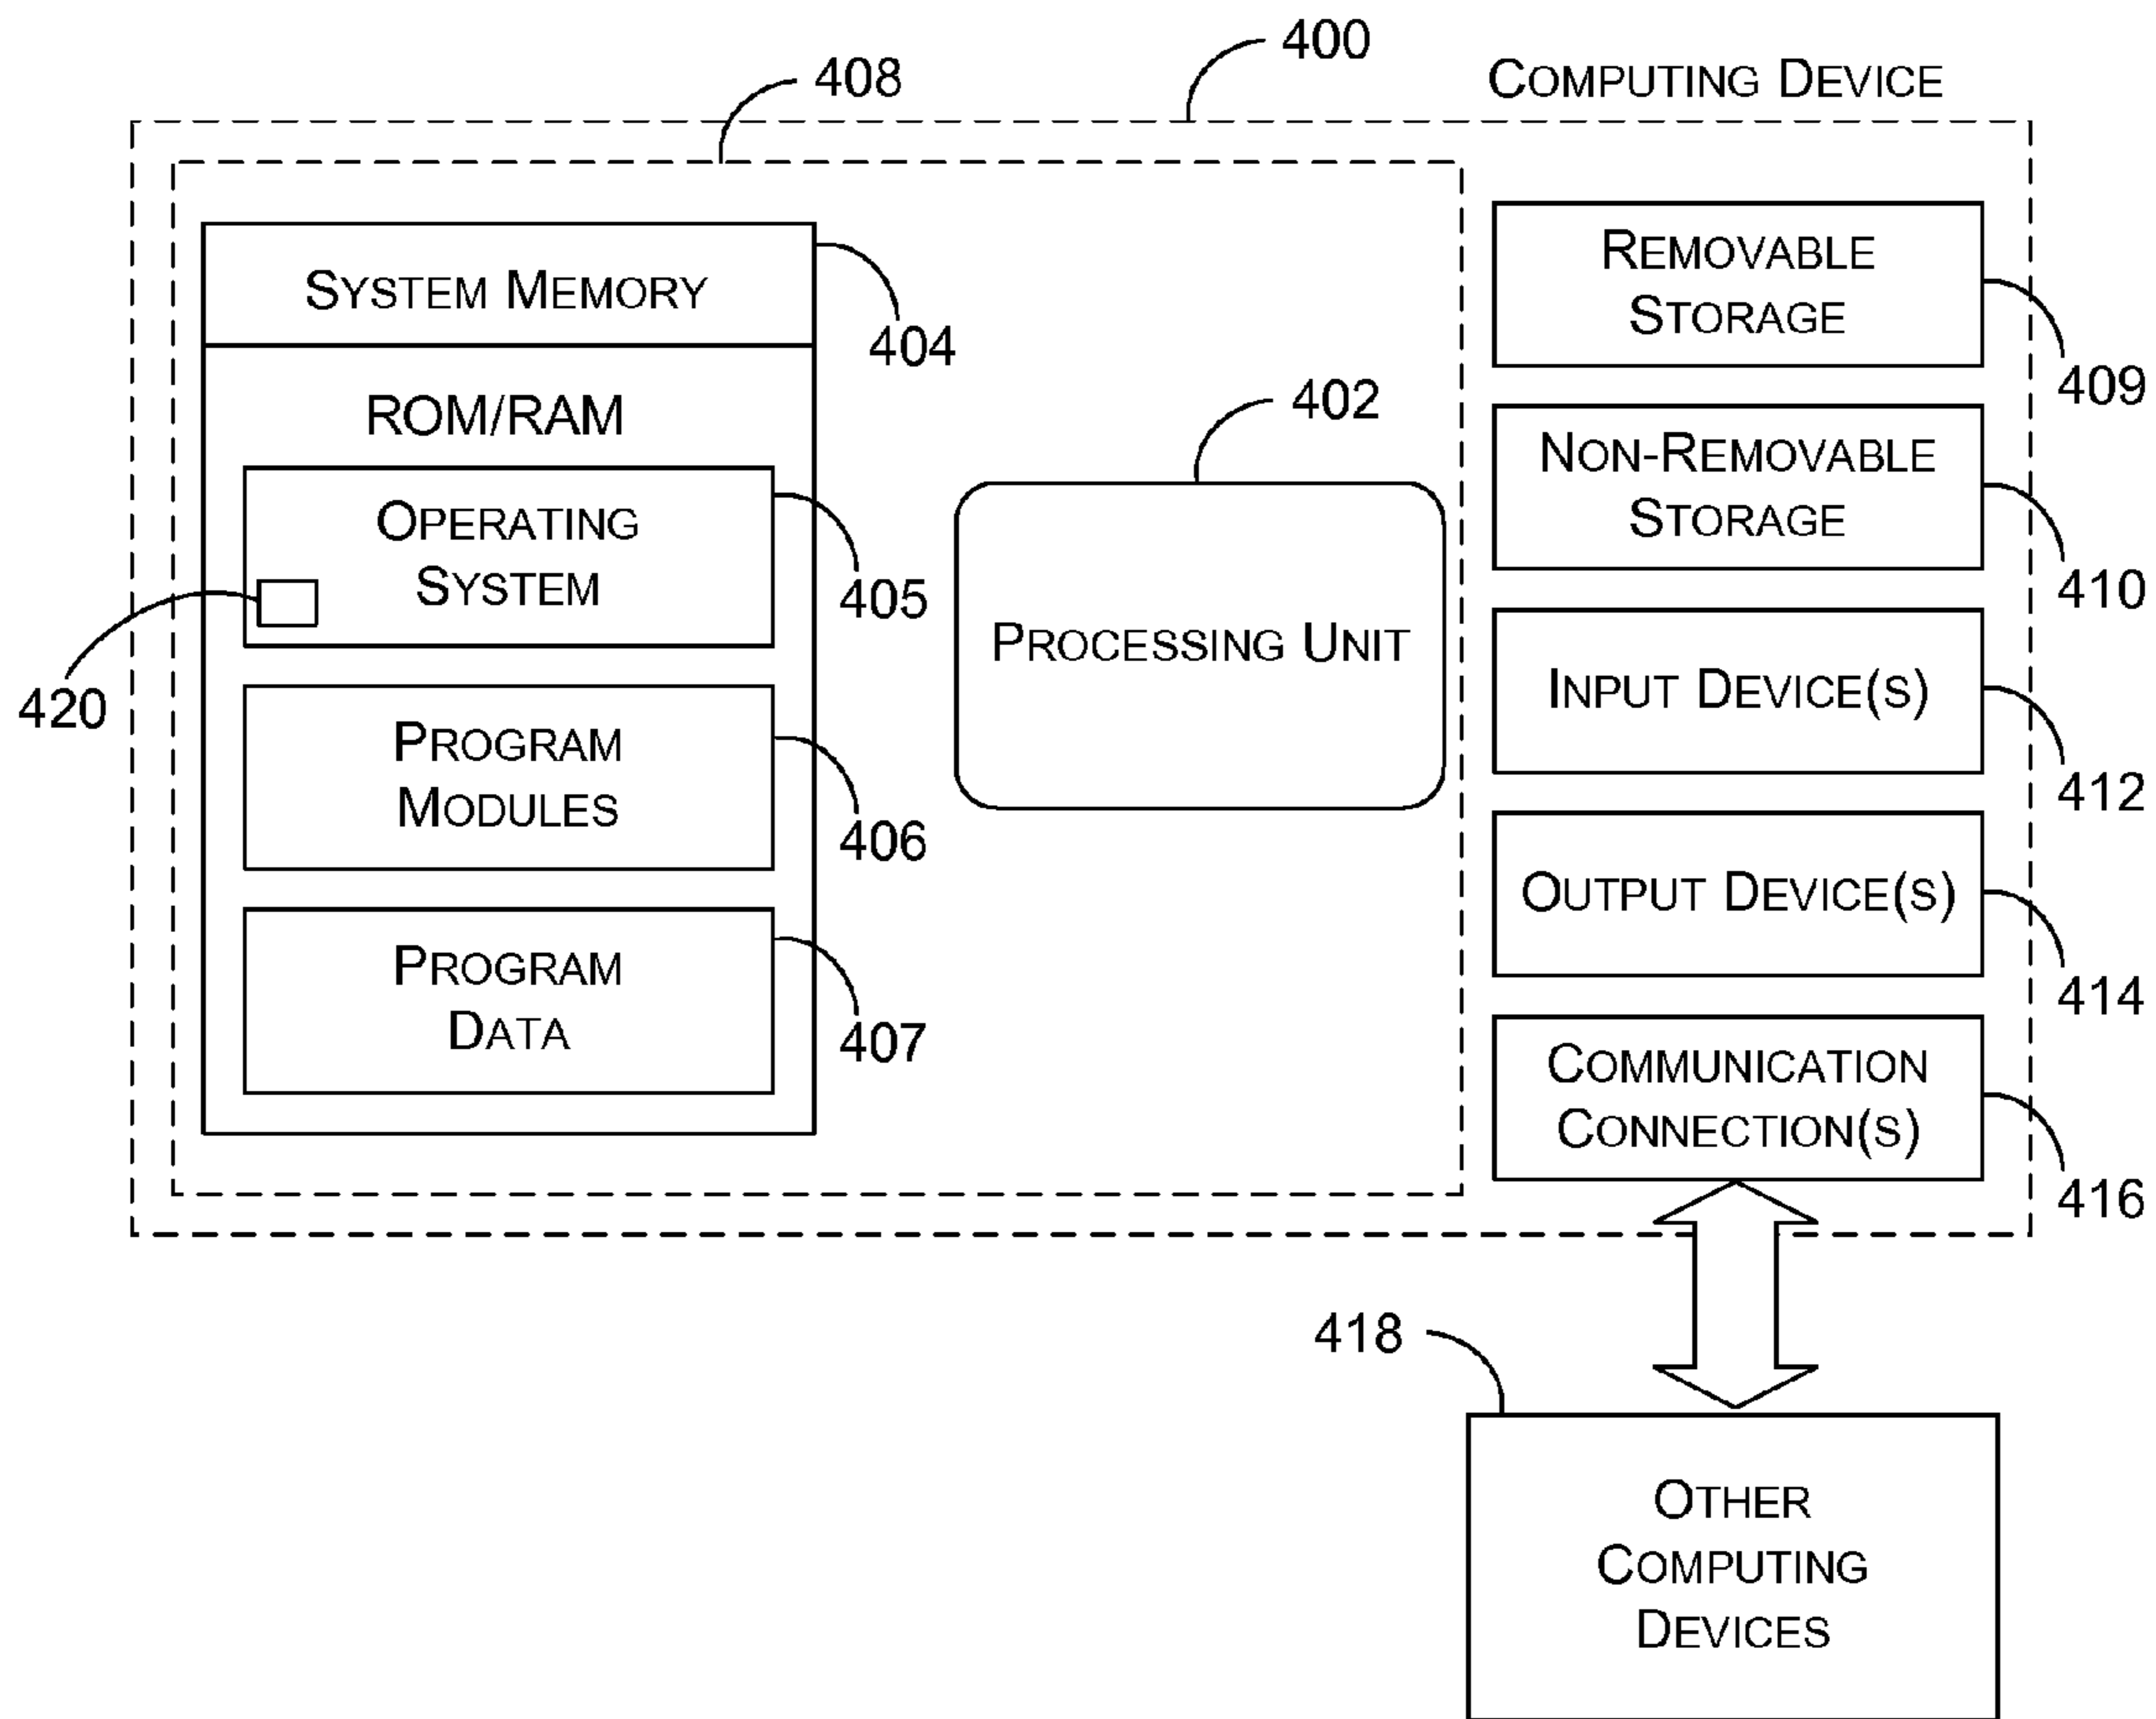 400
COMPUTING DEVICE
408
SYSTEM MEMORY
404
ROM/RAM
OPERATING
SYSTEM
405
420
PROGRAM
MODULES
406
PROGRAM
DATA
407
402
PROCESSING UNIT
REMOVABLE
STORAGE
409
NON-REMOVABLE
STORAGE
410
INPUT DEVICE(S)
412
OUTPUT DEVICE(S)
414
COMMUNICATION
CONNECTION(S)
416
418
OTHER
COMPUTING
DEVICES